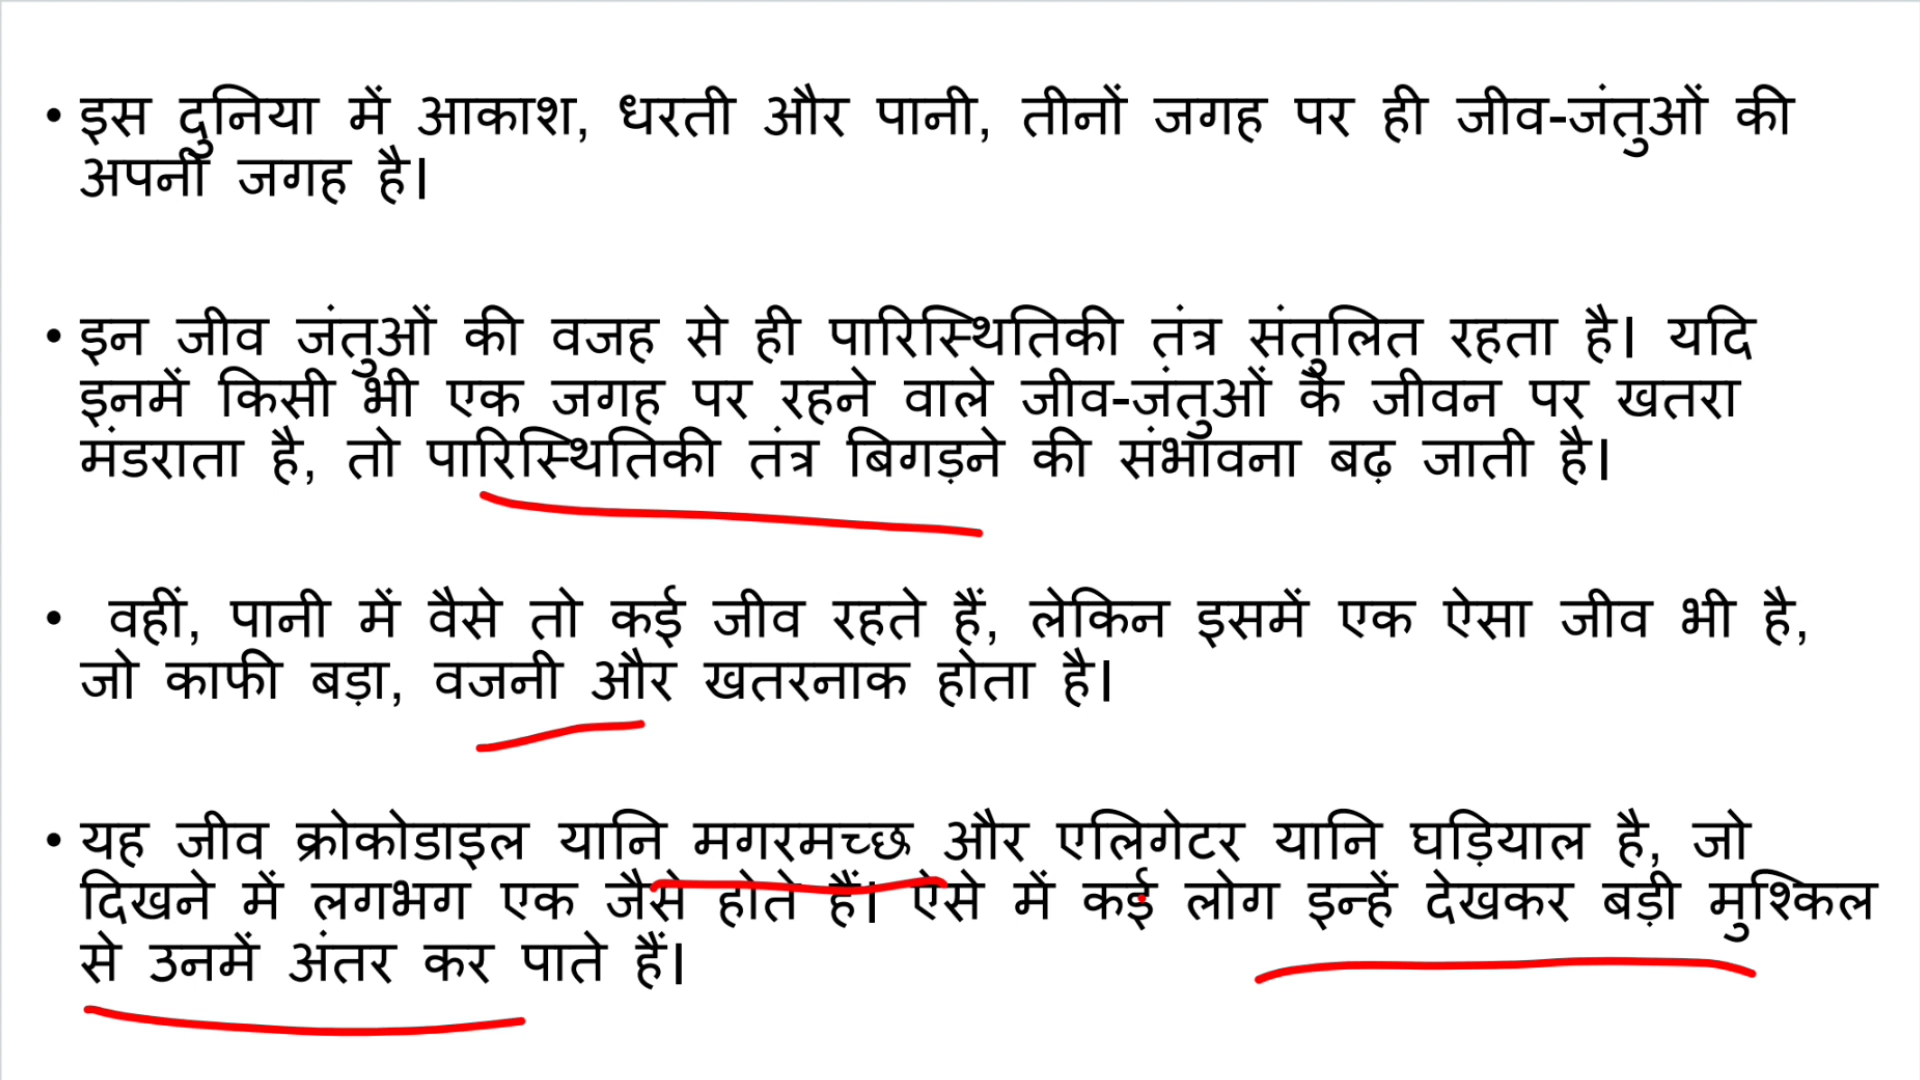 • इस दुनिया में आकाश, धरती और पानी, तीनों जगह पर ही जीव-जंतुओं की
अपनी जगह है।
• इन जीव जंतुओं की वजह से ही पारिस्थितिकी तंत्र संतुलित रहता है। यदि
इनमें किसी भी एक जगह पर रहने वाले जीव-जंतुओं के जीवन पर खतरा
मंडराता है, तो पारिस्थितिकी तंत्र बिगड़ने की संभावना बढ़ जाती है।
• वहीं, पानी में वैसे तो कई जीव रहते हैं, लेकिन इसमें एक ऐसा जीव भी है,
जो काफी बड़ा, वजनी और खतरनाक होता है।
• यह जीव क्रोकोडाइल यानि मगरमच्छ और एलिगेटर यानि घड़ियाल है, जो
दिखने में लगभग एक जैसे होते हैं। ऐसे में कई लोग इन्हें देखकर बड़ी मुश्किल
से उनमें अंतर कर पाते हैं।